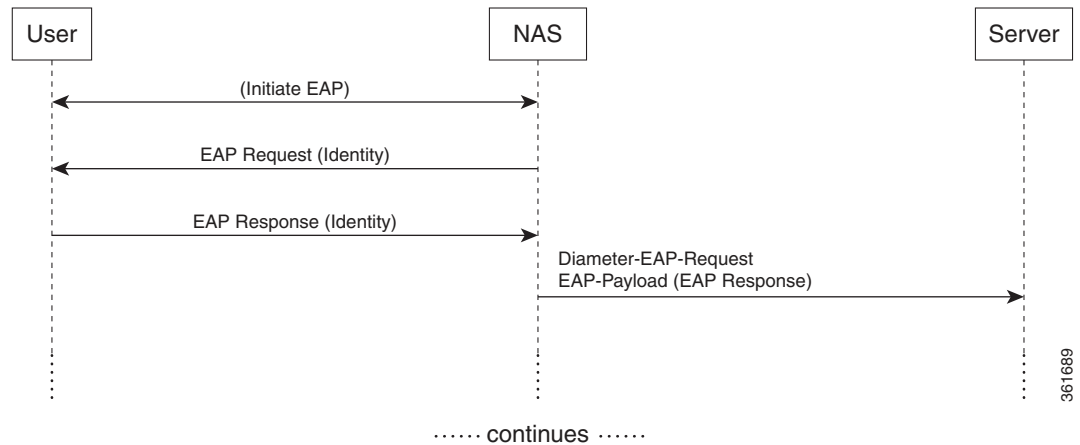 User
NAS
Server
(Initiate EAP)
EAP Request (Identity)
EAP Response (Identity)
Diameter-EAP-Request
EAP-Payload (EAP Response)
361689
...... continues ......